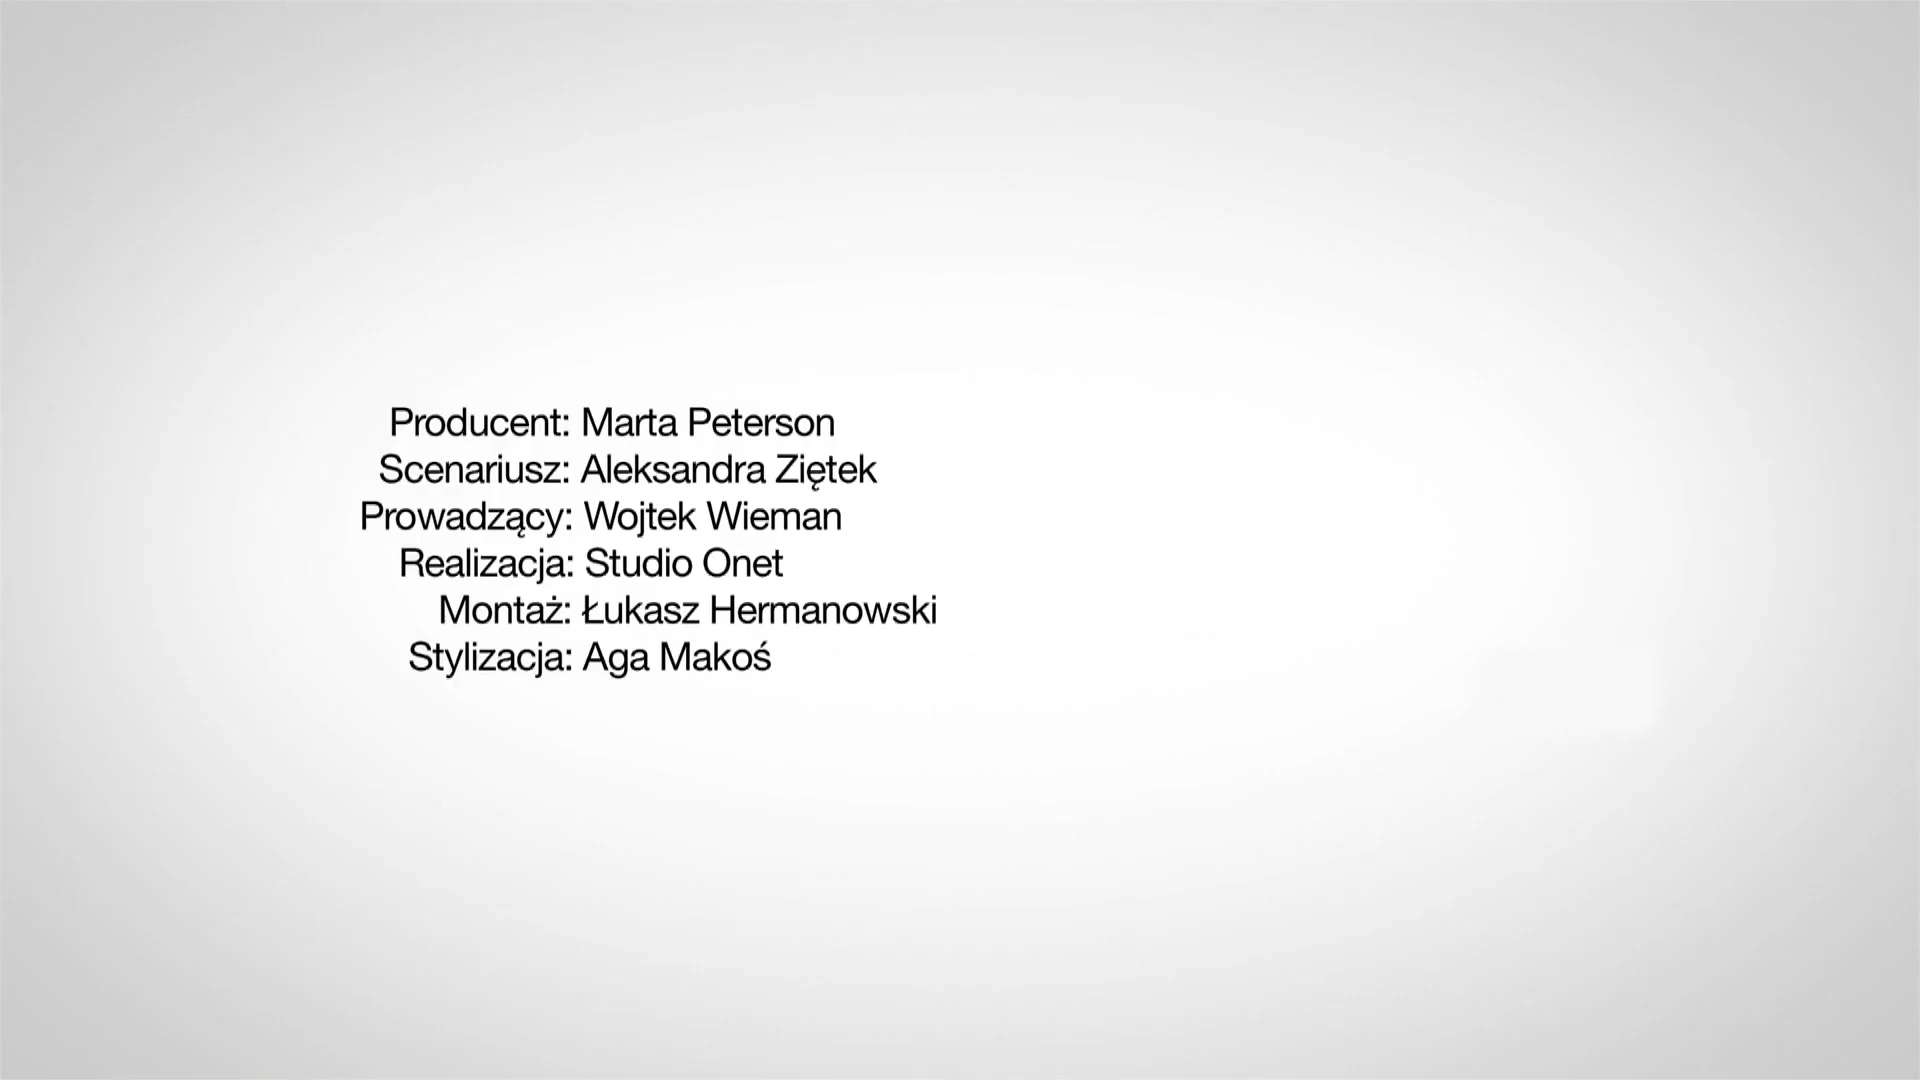 Producent: Marta Peterson
Scenariusz: Aleksandra Ziętek
Prowadzący: Wojtek Wieman
Realizacja: Studio Onet
Montaż: Łukasz Hermanowski
Stylizacja: Aga Makoś